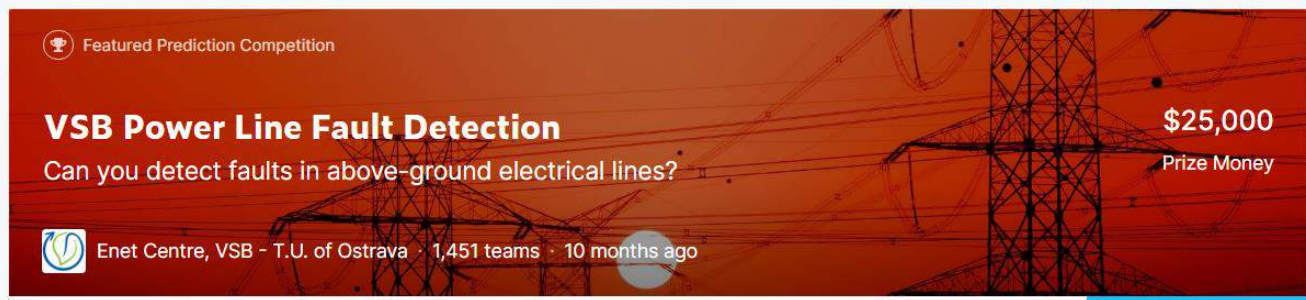 Featured Prediction Competition
VSB Power Line Fault Detection
$25,000
Can you detect faults in above-ground electrical lines?
Prize Money
Enet Centre, VSB - T.U. of Ostrava · 1,451 teams · 10 months ago